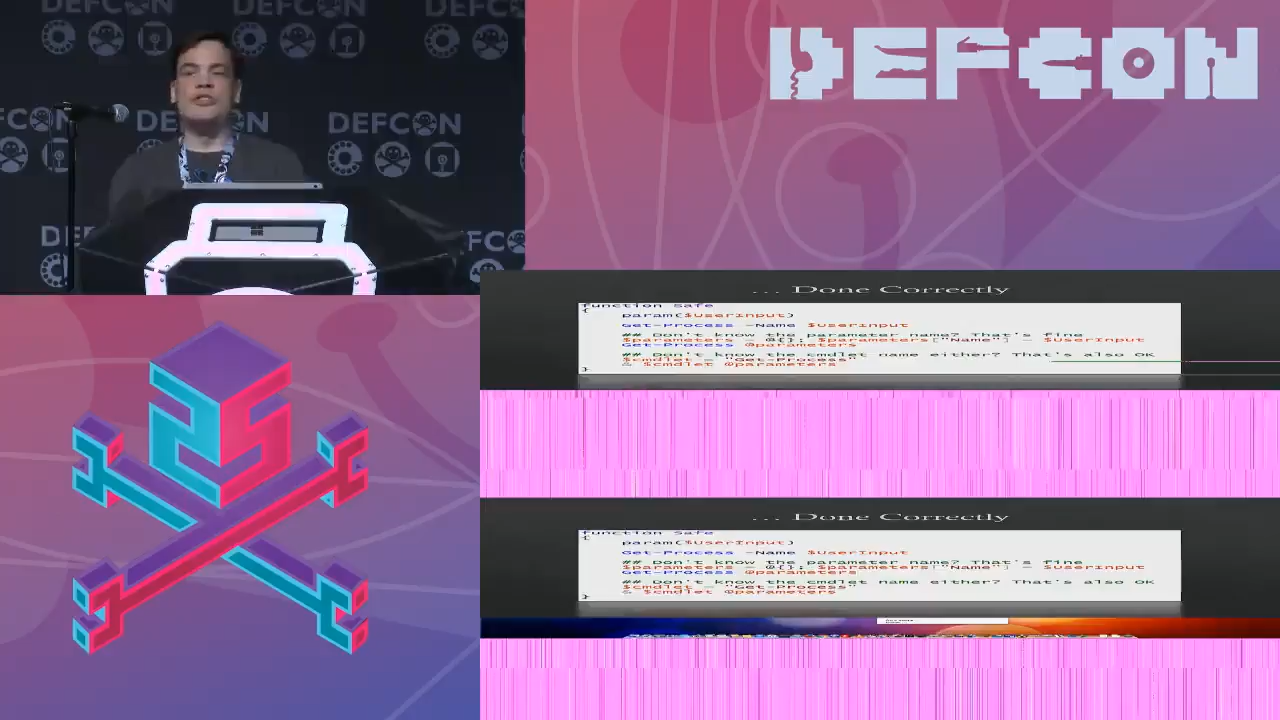 DEFCON
DEFCON
DEFCON
DEFCON
DEFCON
DEFCON
... Done Correctly
function Safe
{
param($UserInput)
Get-Process -Name $UserInput
## Don't know the parameter name? That's fine
$parameters = @{}; $parameters["Name"] = $UserInput
Get-Process @parameters
## Don't know the cmdlet name either? That's also OK
$cmdlet = "Get-Process"
& $cmdlet @parameters
}
... Done Correctly
function Safe
{
param($UserInput)
Get-Process -Name $UserInput
## Don't know the parameter name? That's fine
$parameters = @{}; $parameters["Name"] = $UserInput
Get-Process @parameters
## Don't know the cmdlet name either? That's also OK
$cmdlet = "Get-Process"
& $cmdlet @parameters
}